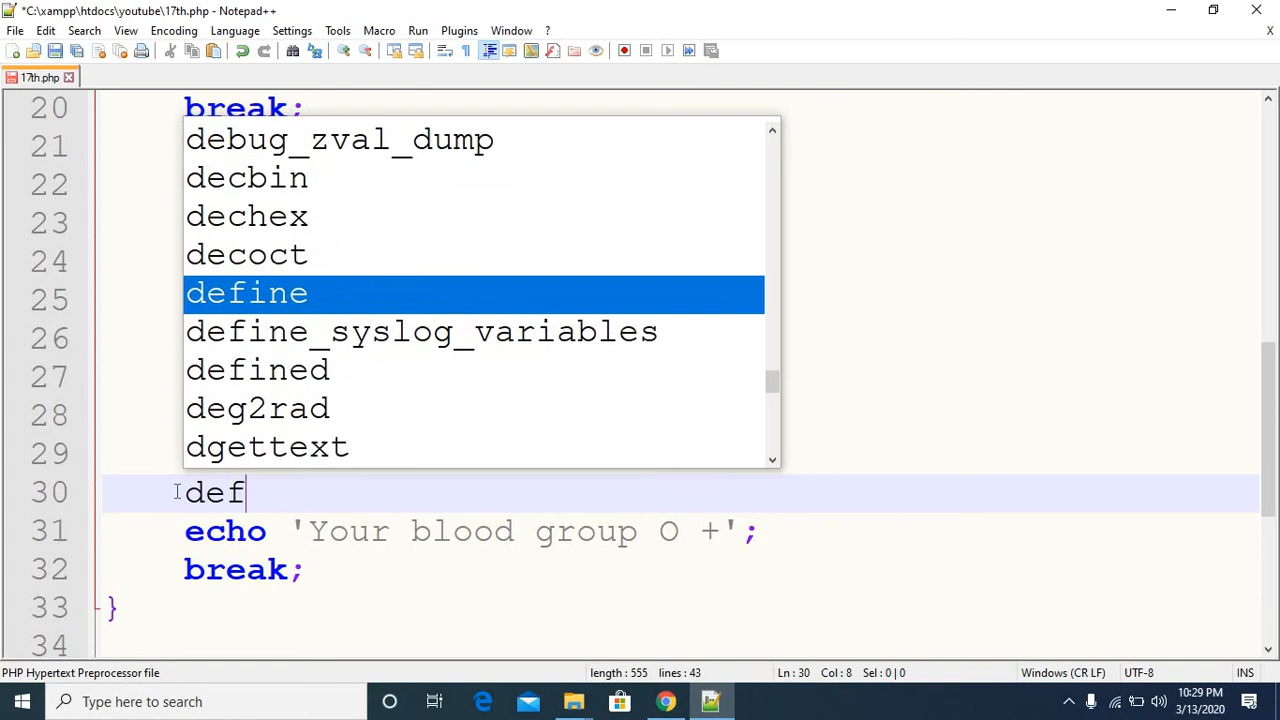 *C:\xampp\htdocs\youtube\17th.php - Notepad++
File Edit Search View Encoding Language Settings Tools Macro Run Plugins Window ?
X
17th.php
20 break;
21
22
23
24
25
26
27
28
29
debug_zval_dump
decbin
dechex
decoct
define
define_syslog_variables
defined
deg2rad
dgettext
30 def
31 echo 'Your blood group O +';
32 break;
33 }
34
PHP Hypertext Preprocessor file length : 555 lines : 43 Ln : 30 Col : 8 Sel : 0 | 0 Windows (CR LF) UTF-8 INS
Type here to search
10:29 PM
3/13/2020